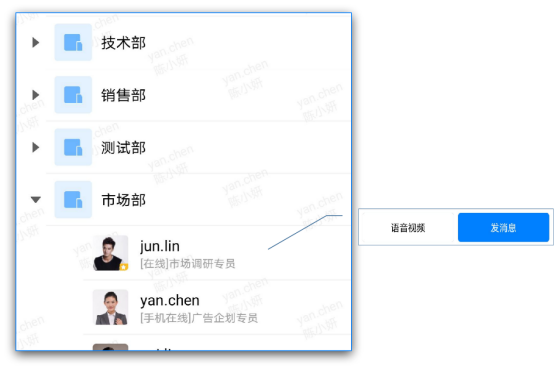 技术部
销售部
测试部
市场部
jun.lin
[在线]市场调研专员
yan.chen
[手机在线]广告企划专员
语音视频
发消息
yan.chen
陈小妍